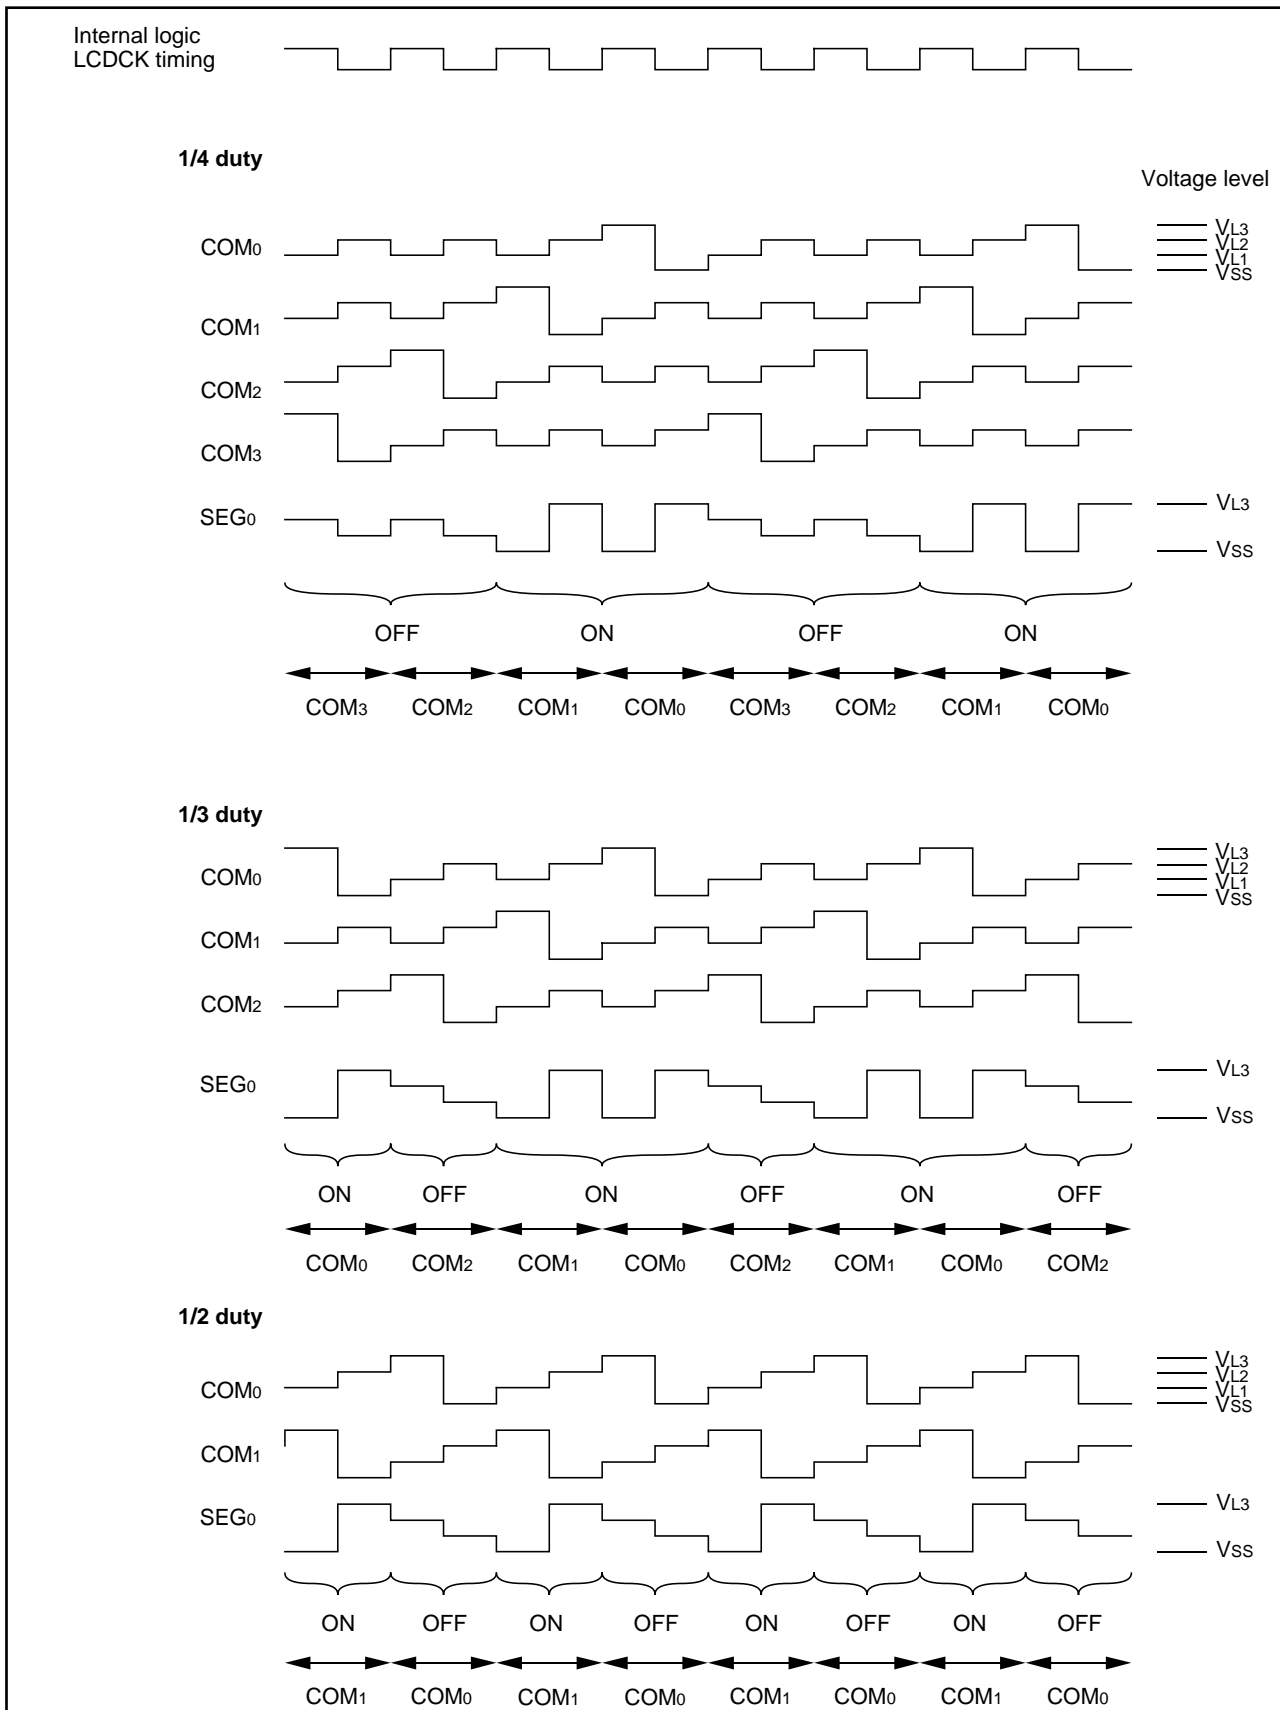 Internal logic
LCDCK timing
1/4 duty
Voltage level
COM0
VL3
VL2
VL1
VSS
COM1
COM2
COM3
SEG0
VL3
VSS
OFF ON OFF ON
COM3 COM2 COM1 COM0 COM3 COM2 COM1 COM0
1/3 duty
COM0
VL3
VL2
VL1
VSS
COM1
COM2
SEG0
VL3
VSS
ON OFF ON OFF ON OFF
COM0 COM2 COM1 COM0 COM2 COM1 COM0 COM2
1/2 duty
COM0
VL3
VL2
VL1
VSS
COM1
SEG0
VL3
VSS
ON OFF ON OFF ON OFF ON OFF
COM1 COM0 COM1 COM0 COM1 COM0 COM1 COM0